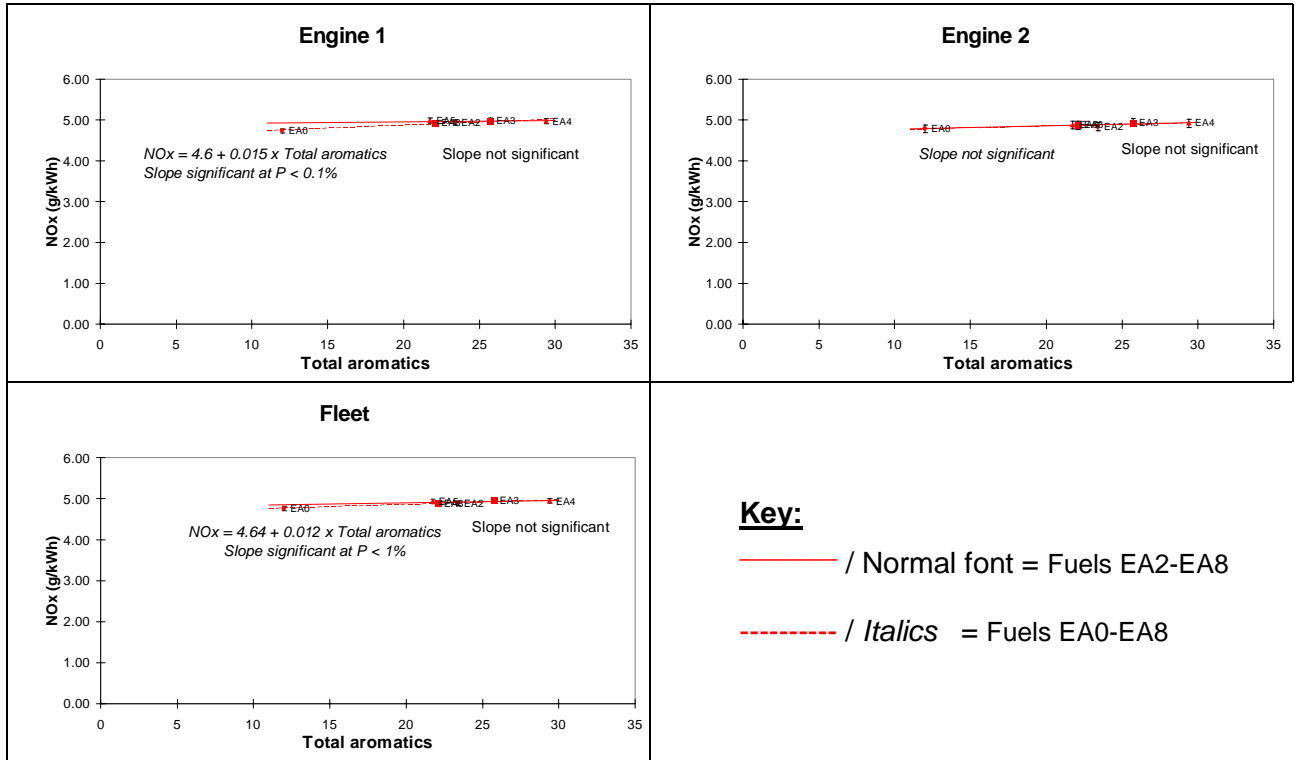 Engine 1
6.00
5.00
4.00
3.00
2.00
1.00
0.00
NOx (g/kWh)
EA0
EA5
EA2
EA3
EA4
NOx = 4.6 + 0.015 x Total aromatics
Slope significant at P < 0.1%
Slope not significant
0 5 10 15 20 25 30 35
Total aromatics
Engine 2
6.00
5.00
4.00
3.00
2.00
1.00
0.00
NOx (g/kWh)
EA0
EA2
EA3
EA4
Slope not significant
Slope not significant
0 5 10 15 20 25 30 35
Total aromatics
Fleet
6.00
5.00
4.00
3.00
2.00
1.00
0.00
NOx (g/kWh)
EA0
EA5
EA2
EA3
EA4
NOx = 4.64 + 0.012 x Total aromatics
Slope significant at P < 1%
Slope not significant
0 5 10 15 20 25 30 35
Total aromatics
Key:
/ Normal font = Fuels EA2-EA8
/ Italics = Fuels EA0-EA8